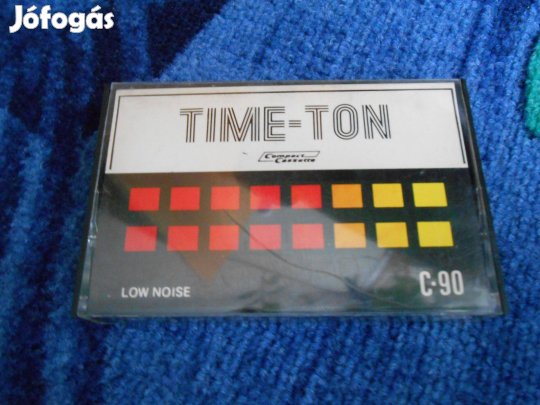 Jófogás
TIME-TON
Compact
Cassette
LOW NOISE
C-90